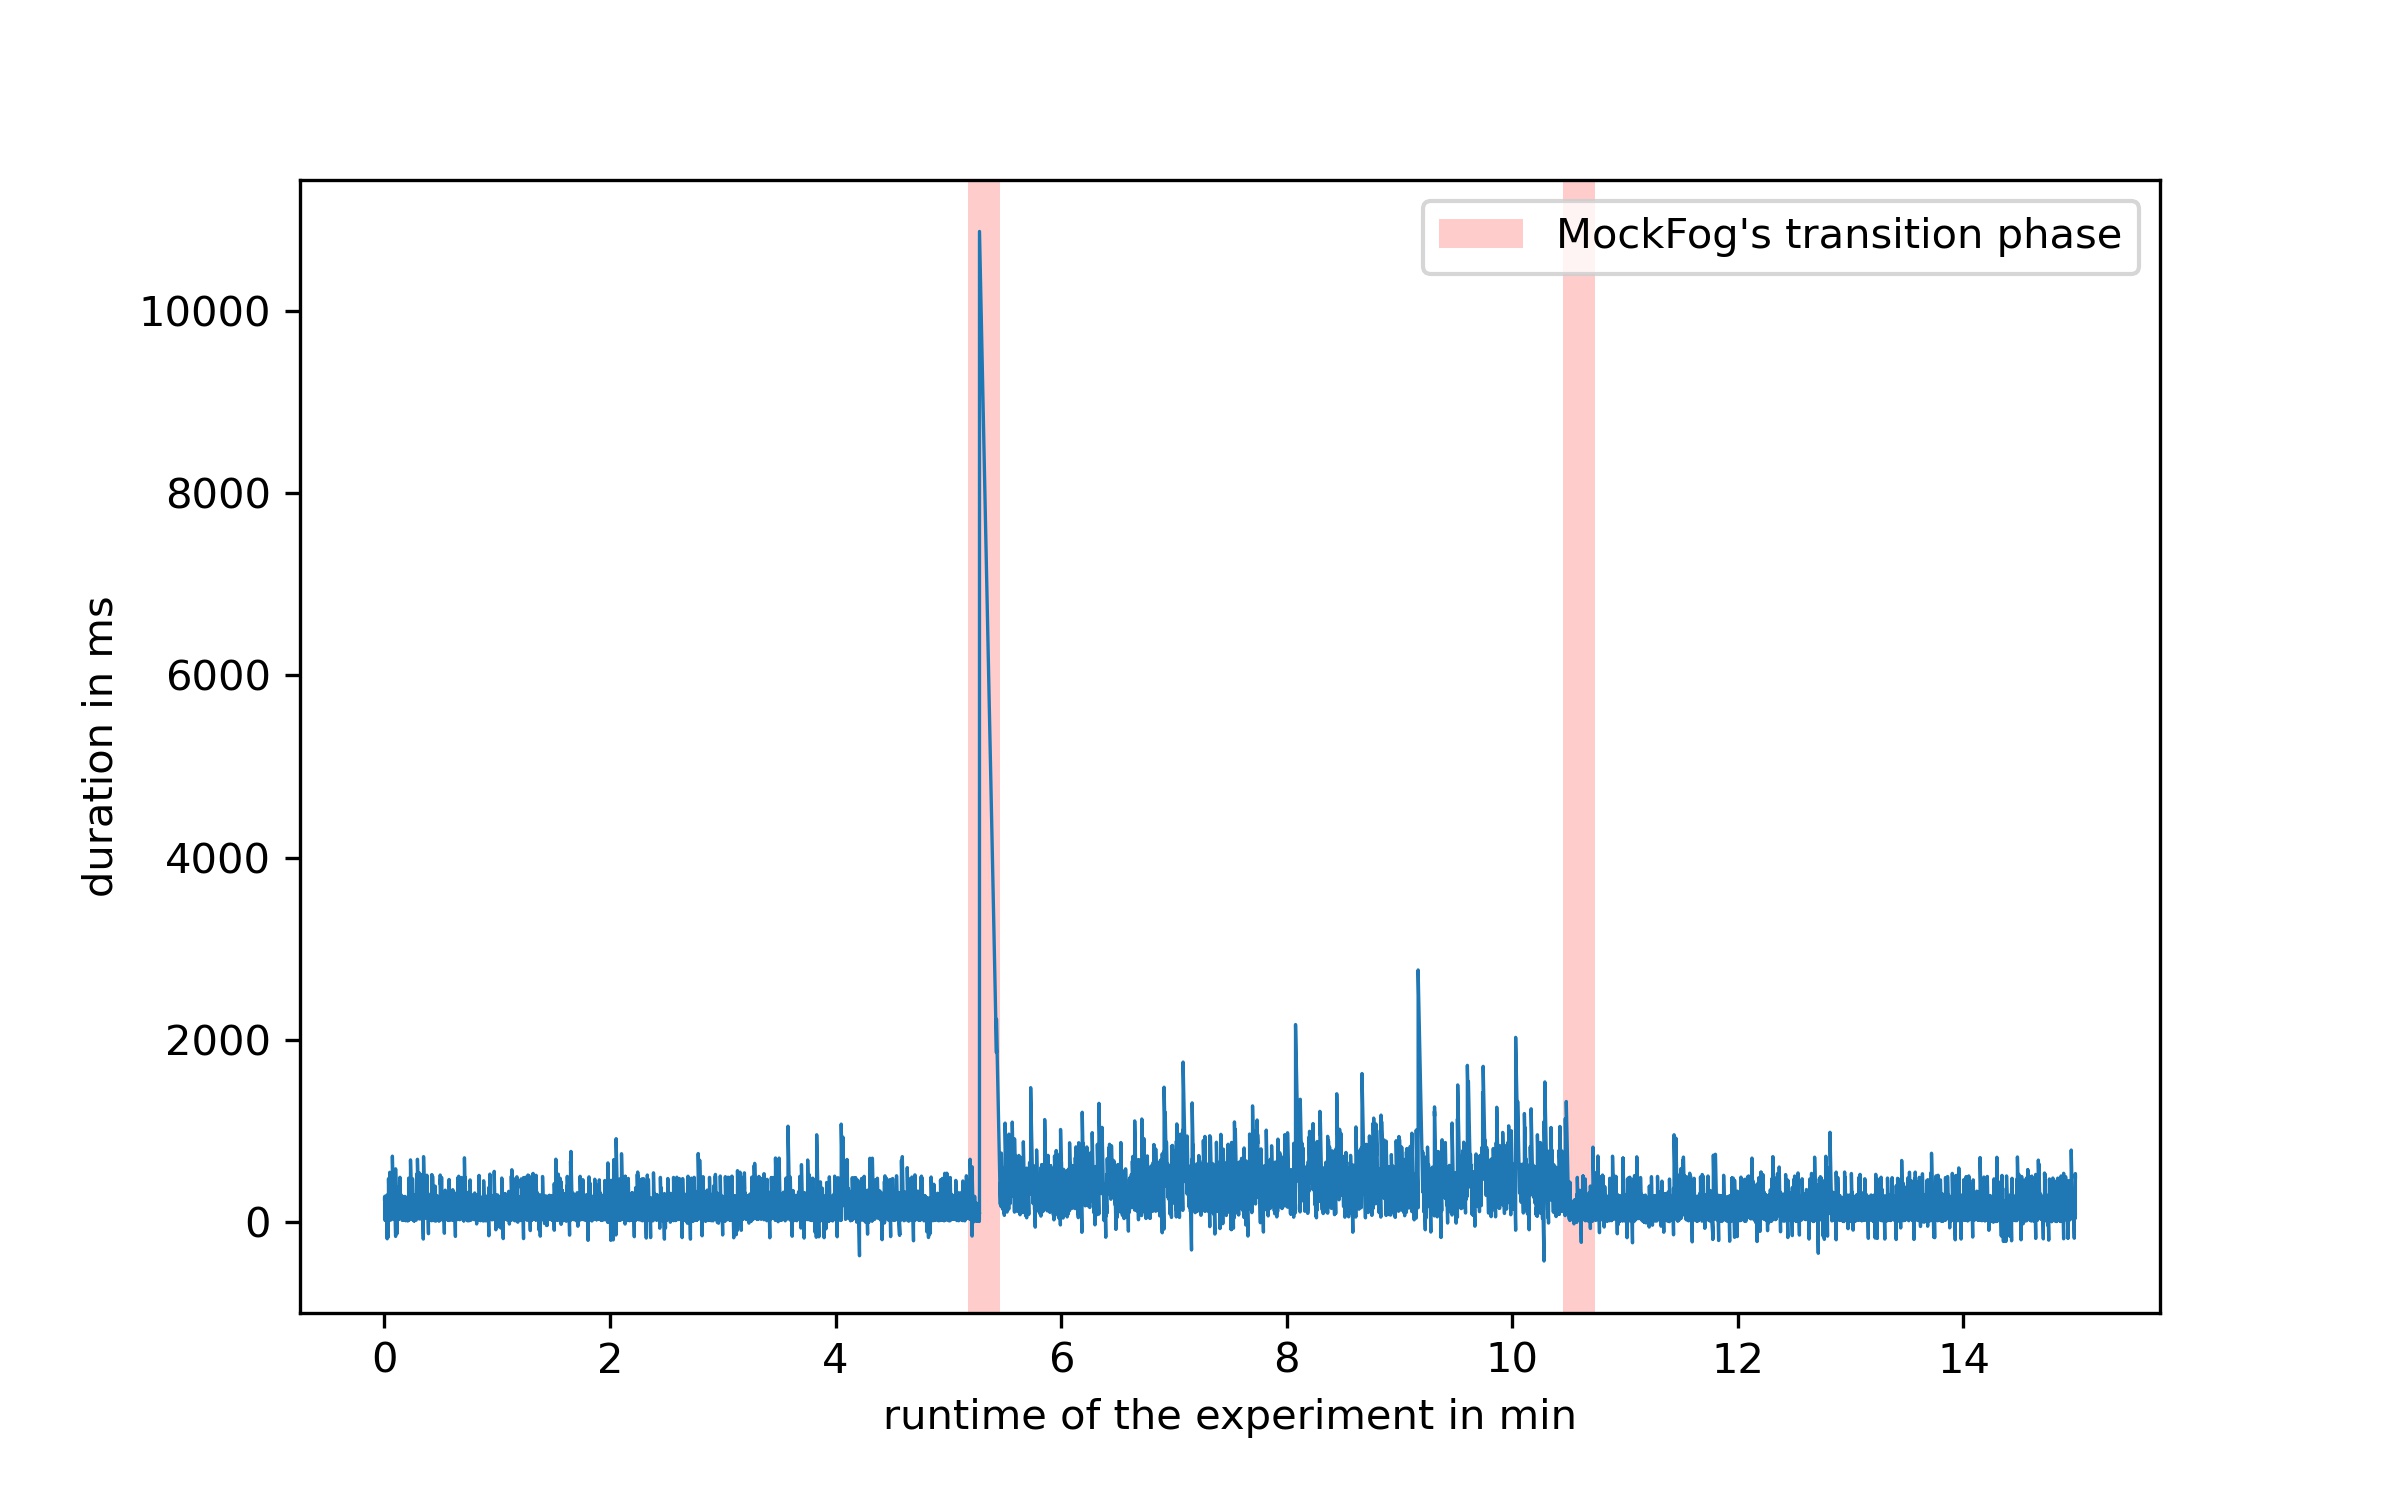 MockFog's transition phase
10000
8000
6000
4000
2000
0
duration in ms
0 2 4 6 8 10 12 14
runtime of the experiment in min